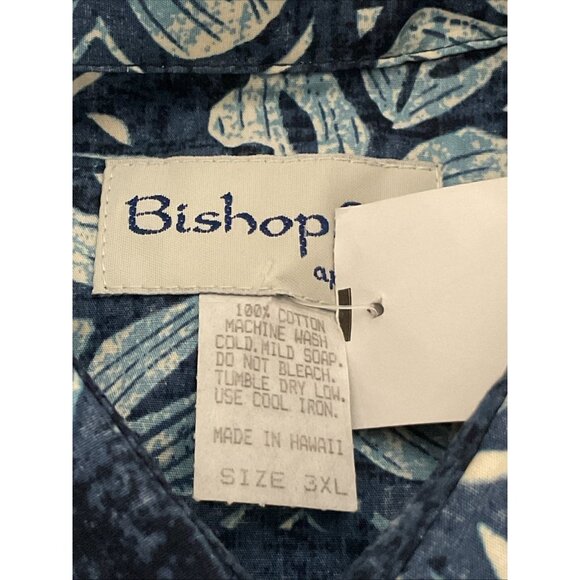 Bishop
ap
100% COTTON
MACHINE WASH
COLD. MILD SOAP.
DO NOT BLEACH.
TUMBLE DRY LOW.
USE COOL IRON.
MADE IN HAWAII
SIZE 3XL